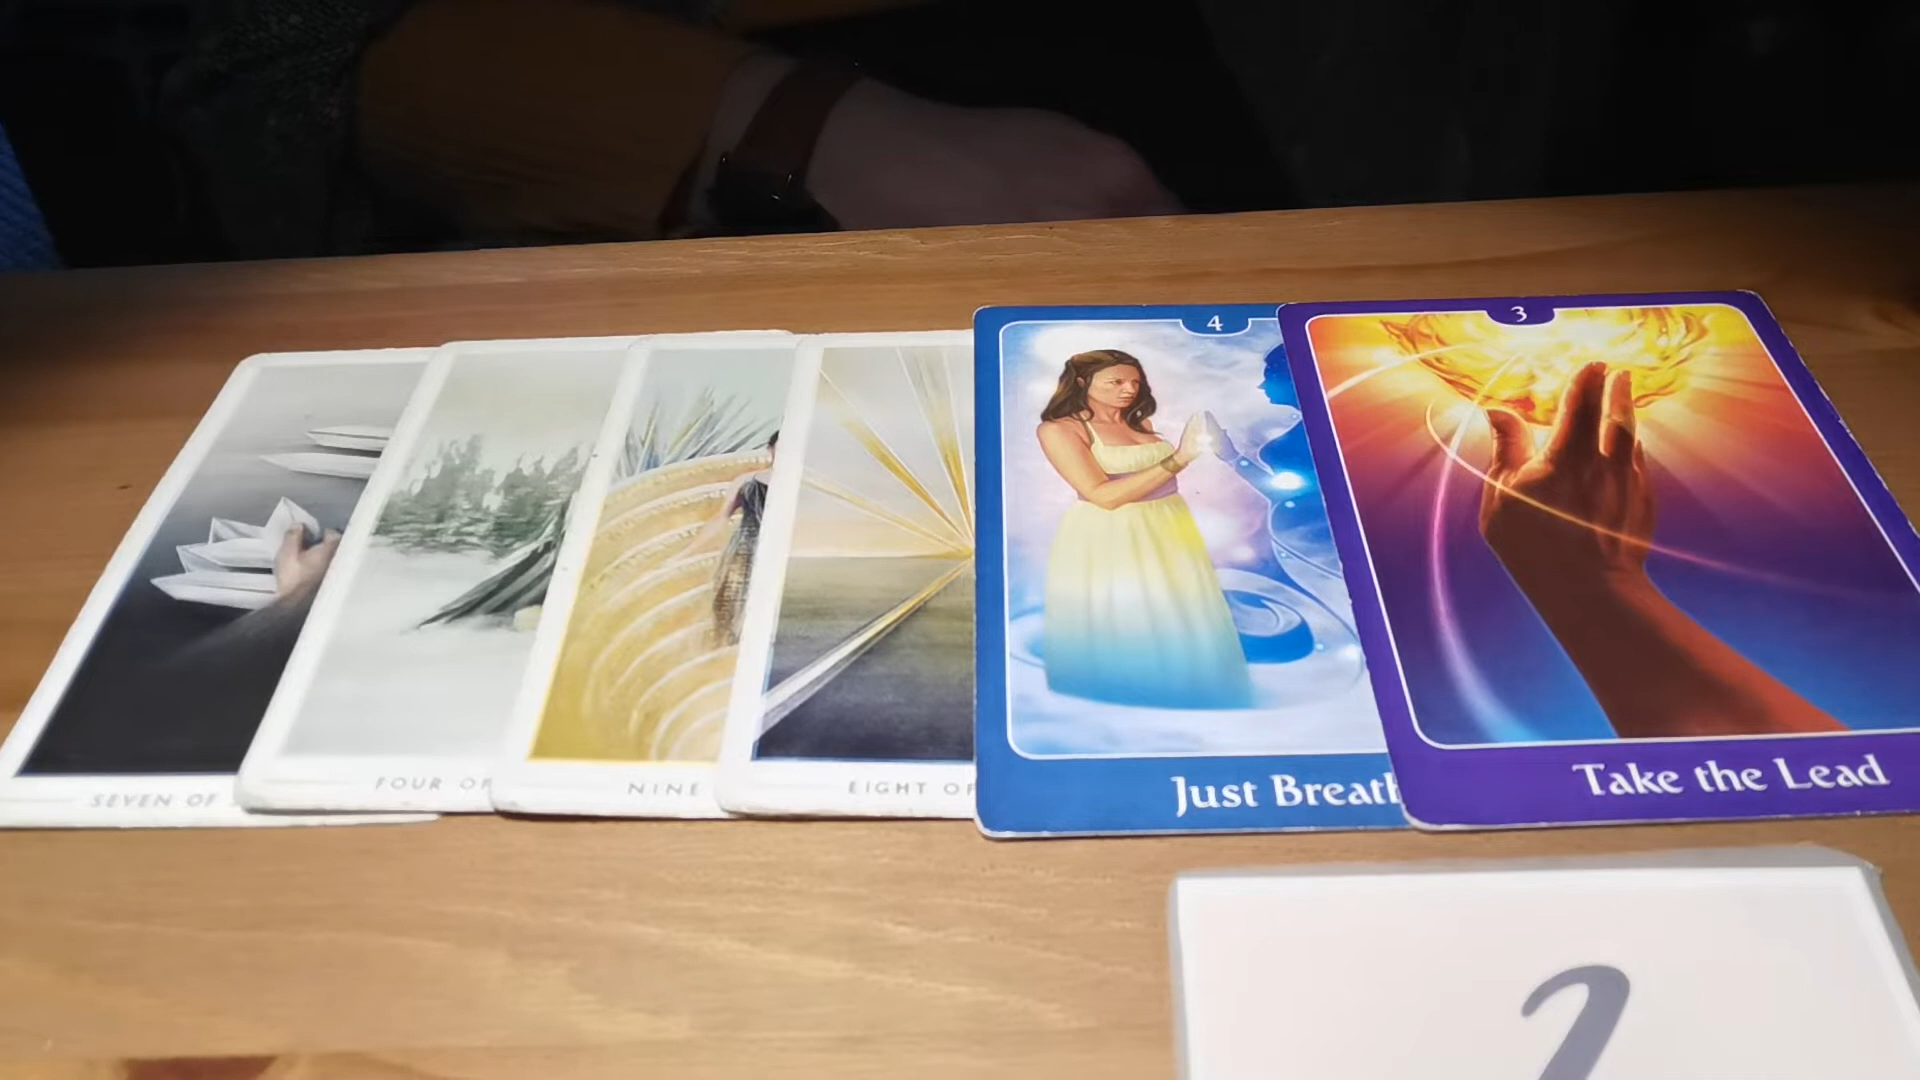 4
3
SEVEN OF
FOUR OF
NINE
EIGHT OF
Just Breath
Take the Lead
2